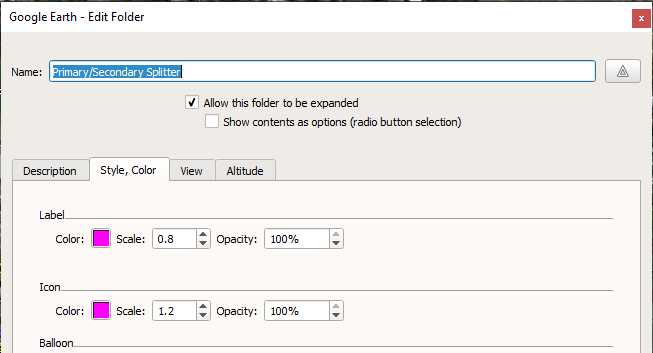 Google Earth - Edit Folder
x
Name: Primary/Secondary Splitter
Allow this folder to be expanded
Show contents as options (radio button selection)
Description Style, Color View Altitude
Label
Color: Scale: 0.8 Opacity: 100%
Icon
Color: Scale: 1.2 Opacity: 100%
Balloon